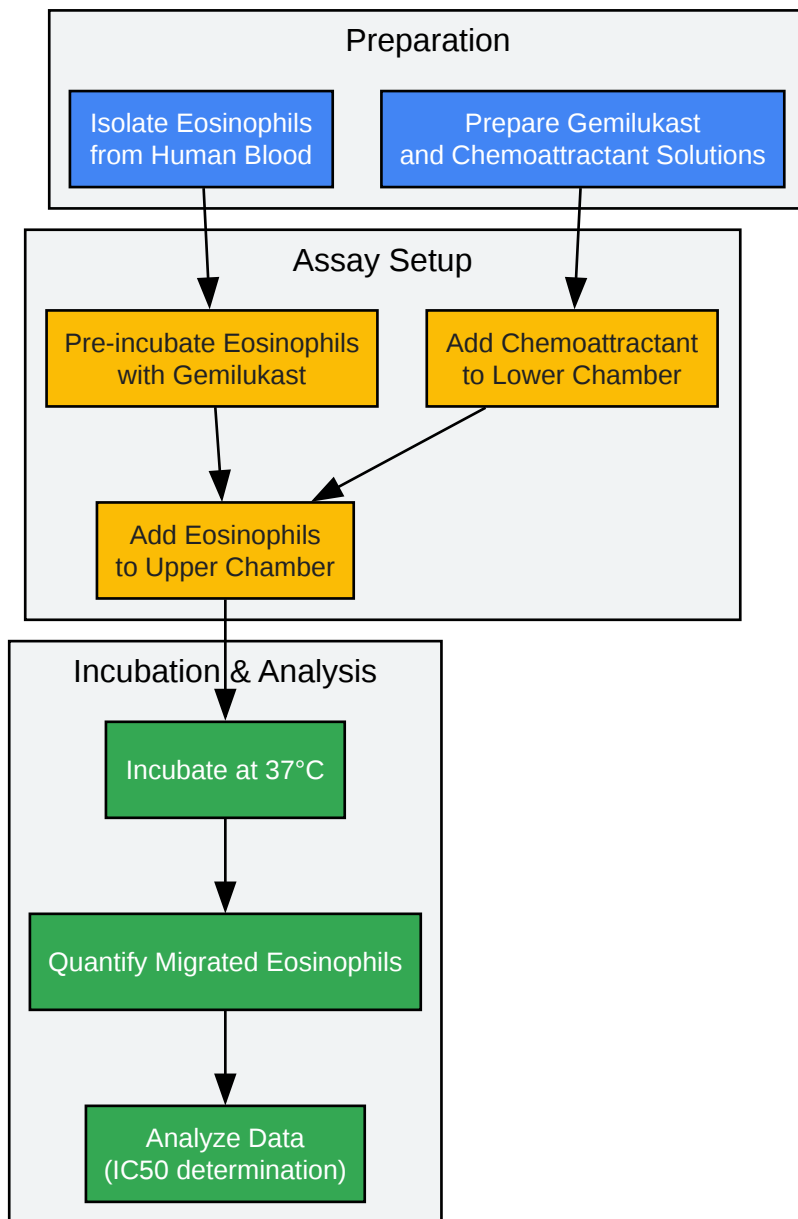 Preparation
Isolate Eosinophils
from Human Blood
Prepare Gemilukast
and Chemoattractant Solutions
Assay Setup
Pre-incubate Eosinophils
with Gemilukast
Add Chemoattractant
to Lower Chamber
Add Eosinophils
to Upper Chamber
Incubation & Analysis
Incubate at 37°C
Quantify Migrated Eosinophils
Analyze Data
(IC50 determination)